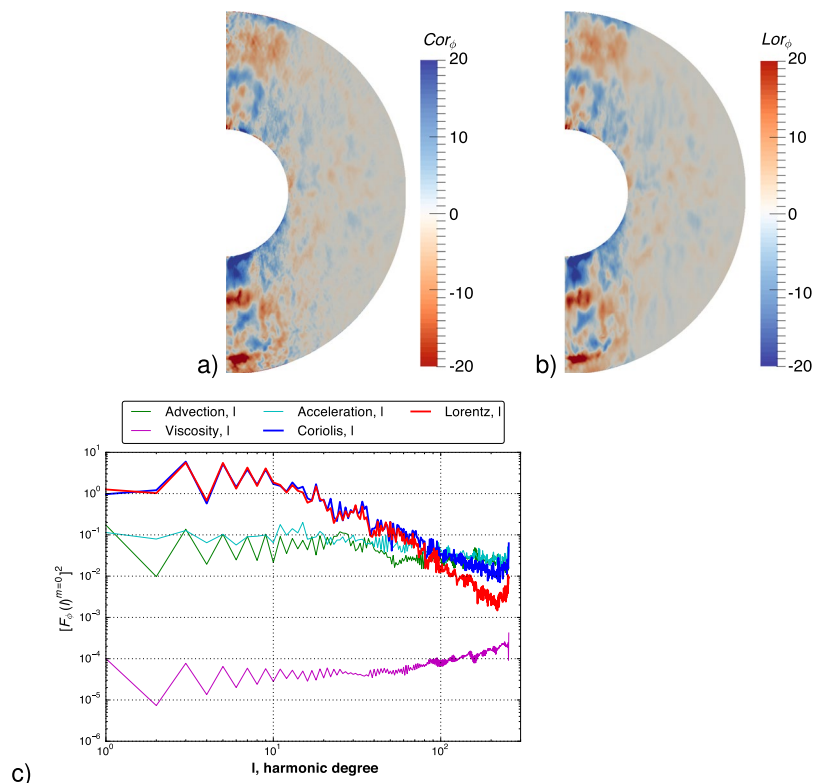 Cor_ϕ
20
10
0
-10
-20
a)
Lor_ϕ
20
10
0
-10
-20
b)
Advection, l
Acceleration, l
Lorentz, l
Viscosity, l
Coriolis, l
10^1
10^0
10^-1
10^-2
10^-3
10^-4
10^-5
10^-6
[F_ϕ(l)^{m=0}]^2
10^0
10^1
10^2
l, harmonic degree
c)